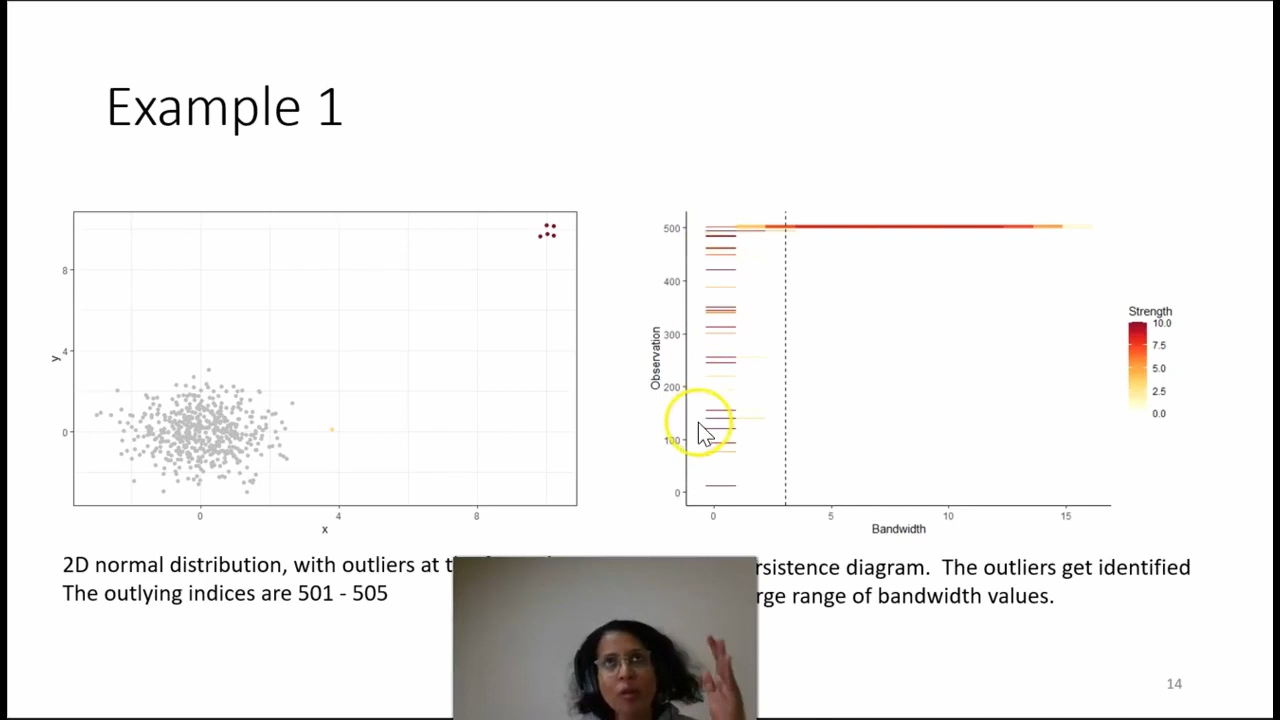 Example 1
8
4
0
y
0
4
8
x
500
400
300
200
100
0
Observation
0
5
10
15
Bandwidth
Strength
10.0
7.5
5.0
2.5
0.0
2D normal distribution, with outliers at
The outlying indices are 501 - 505
rsistence diagram. The outliers get identified
rge range of bandwidth values.
14